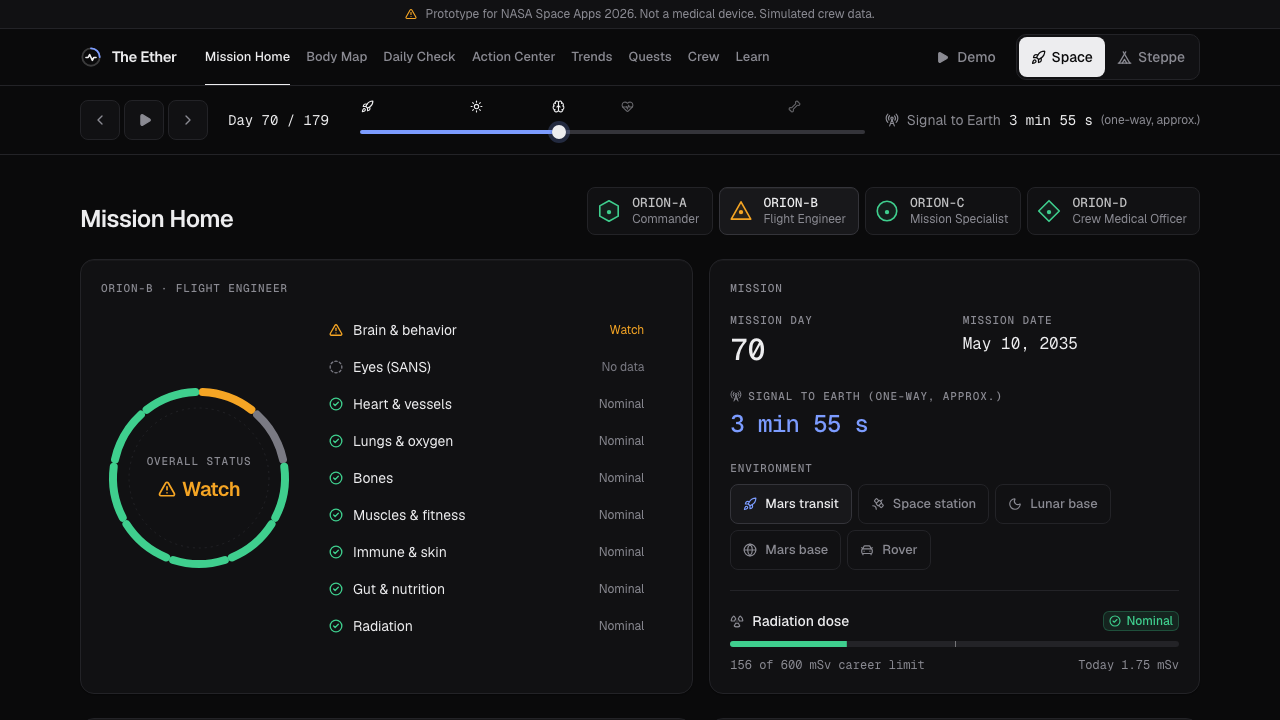 Prototype for NASA Space Apps 2026. Not a medical device. Simulated crew data.
The Ether Mission Home Body Map Daily Check Action Center Trends Quests Crew Learn Demo Space Steppe
Day 70 / 179 Signal to Earth 3 min 55 s (one-way, approx.)
Mission Home
ORION-A
Commander
ORION-B
Flight Engineer
ORION-C
Mission Specialist
ORION-D
Crew Medical Officer
ORION-B · FLIGHT ENGINEER
OVERALL STATUS
Watch
Brain & behavior Watch
Eyes (SANS) No data
Heart & vessels Nominal
Lungs & oxygen Nominal
Bones Nominal
Muscles & fitness Nominal
Immune & skin Nominal
Gut & nutrition Nominal
Radiation Nominal
MISSION
MISSION DAY
70
MISSION DATE
May 10, 2035
SIGNAL TO EARTH (ONE-WAY, APPROX.)
3 min 55 s
ENVIRONMENT
Mars transit Space station Lunar base
Mars base Rover
Radiation dose Nominal
156 of 600 mSv career limit Today 1.75 mSv